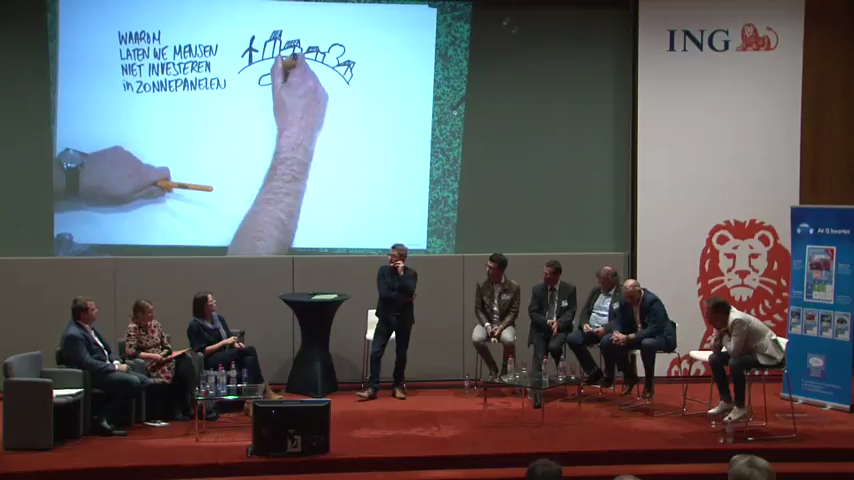 WAAROM
LATEN WE MENSEN
NIET INVESTEREN
in ZONNEPANELEN
ING